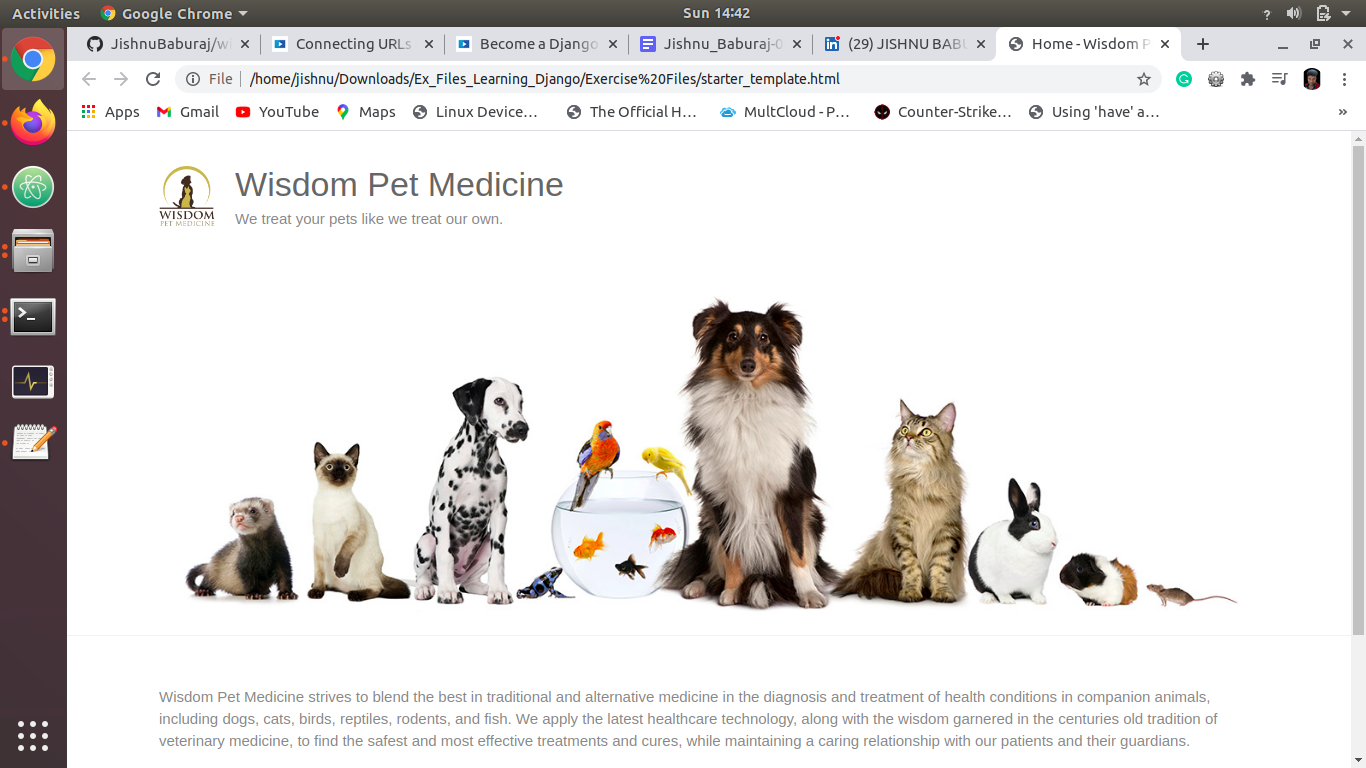 Activities Google Chrome Sun 14:42 ?
JishnuBaburaj/wi Connecting URLs Become a Django Jishnu_Baburaj-0 (29) JISHNU BABU Home - Wisdom P
File /home/jishnu/Downloads/Ex_Files_Learning_Django/Exercise%20Files/starter_template.html
Apps Gmail YouTube Maps Linux Device… The Official H… MultCloud - P… Counter-Strike… Using 'have' a… »
Wisdom Pet Medicine
We treat your pets like we treat our own.
WISDOM
PET MEDICINE
Wisdom Pet Medicine strives to blend the best in traditional and alternative medicine in the diagnosis and treatment of health conditions in companion animals,
including dogs, cats, birds, reptiles, rodents, and fish. We apply the latest healthcare technology, along with the wisdom garnered in the centuries old tradition of
veterinary medicine, to find the safest and most effective treatments and cures, while maintaining a caring relationship with our patients and their guardians.